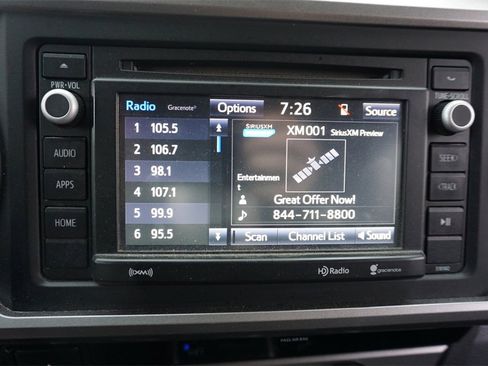 PWR•VOL
AUDIO
APPS
HOME
Radio Gracenote® Options 7:26 Source
1 105.5
2 106.7
3 98.1
4 107.1
5 99.9
6 95.5
SIRIUSXM XM001 SiriusXM Preview
Entertainmen
t
Great Offer Now!
844-711-8800
Scan Channel List Sound
TUNE•SCROLL
SEEK>
<TRACK
((XM)) HD Radio gracenote